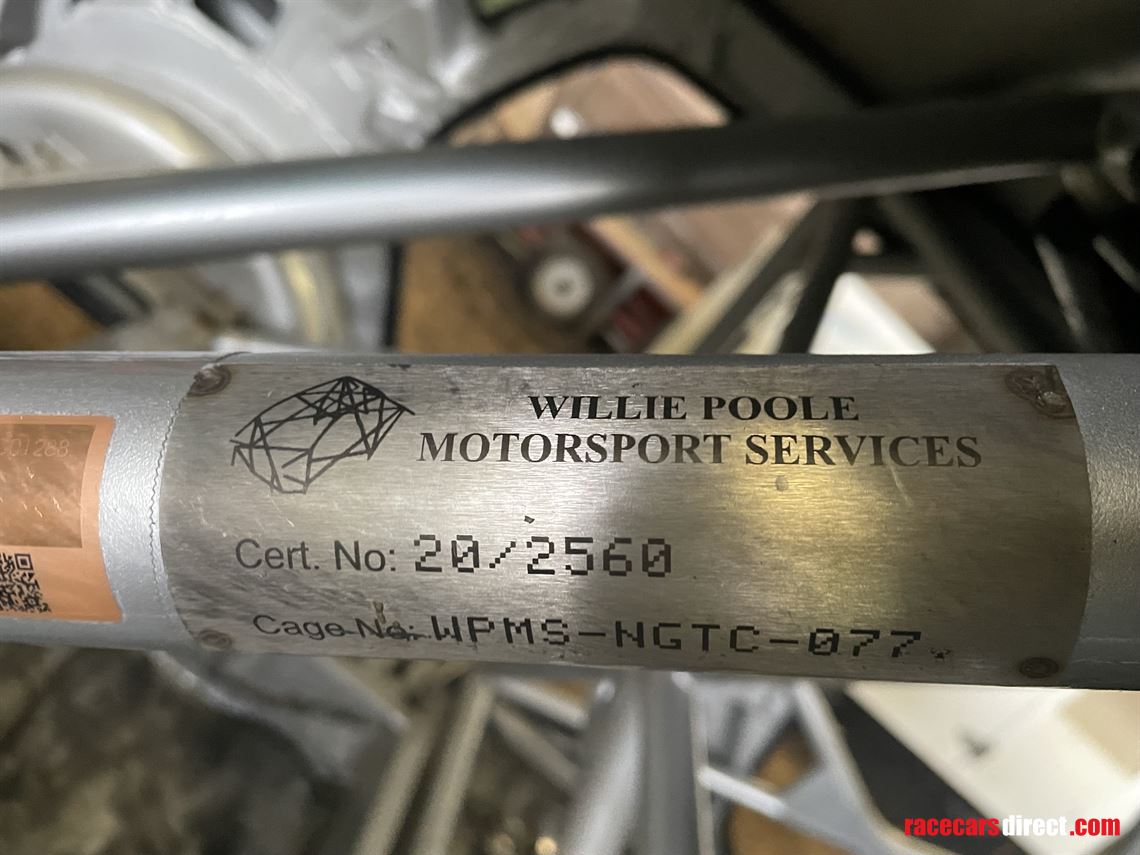 WILLIE POOLE
MOTORSPORT SERVICES
Cert. No: 20/2560
Cage No: WPMS-NGTC-077
racecarsdirect.com